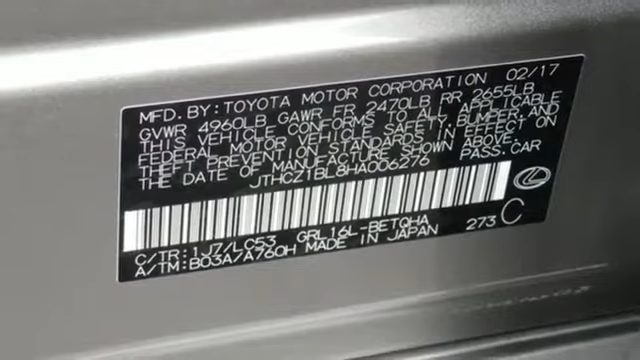 MFD. BY: TOYOTA MOTOR CORPORATION 02/17
GVWR 4960LB GAWR FR 2470LB RR 2655LB
THIS VEHICLE CONFORMS TO ALL APPLICABLE
FEDERAL MOTOR VEHICLE SAFETY, BUMPER, AND
THEFT PREVENTION STANDARDS IN EFFECT ON
THE DATE OF MANUFACTURE SHOWN ABOVE.
JTHCZ1BL8HA006276 PASS. CAR
C/TR: 1J7/LC53 GRL16L-BETQHA 273 C
A/TM: B03A/A760H MADE IN JAPAN